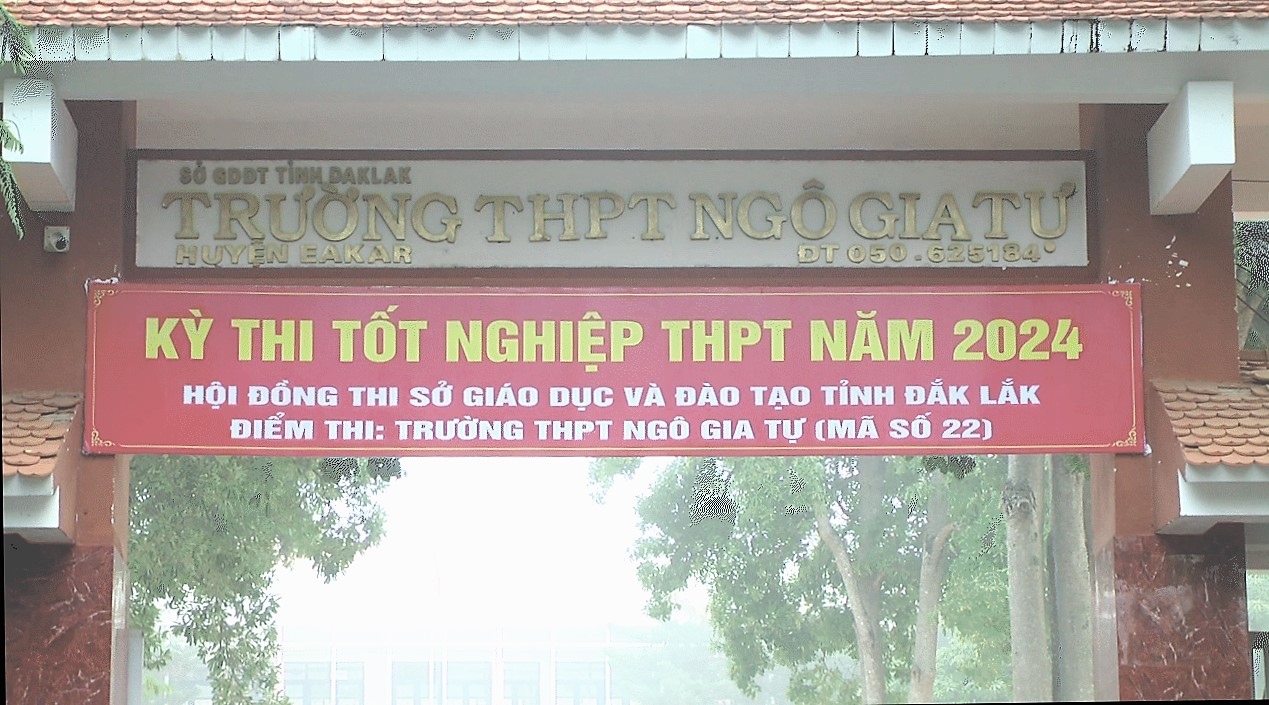 SỞ GDĐT TỈNH ĐAKLAK
TRƯỜNG THPT NGÔ GIA TỰ
HUYỆN EAKAR
ĐT 050.625184
KỲ THI TỐT NGHIỆP THPT NĂM 2024
HỘI ĐỒNG THI SỞ GIÁO DỤC VÀ ĐÀO TẠO TỈNH ĐẮK LẮK
ĐIỂM THI: TRƯỜNG THPT NGÔ GIA TỰ (MÃ SỐ 22)